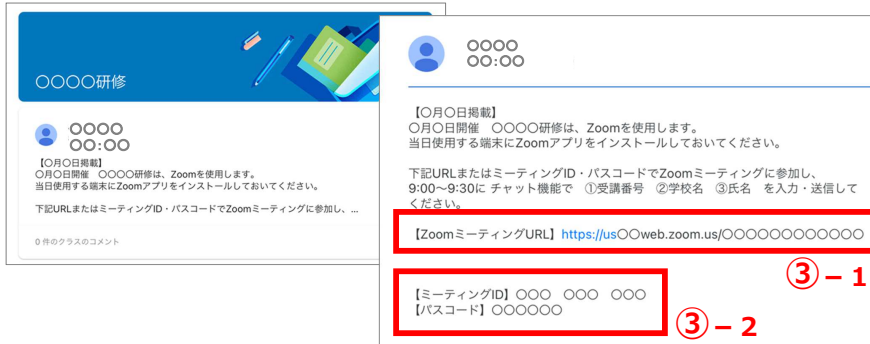 〇〇〇〇研修
〇〇〇〇
〇〇:〇〇
【〇月〇日掲載】
〇月〇日開催　〇〇〇〇研修は、Zoomを使用します。
当日使用する端末にZoomアプリをインストールしておいてください。
下記URLまたはミーティングID・パスコードでZoomミーティングに参加し、...
0 件のクラスのコメント
〇〇〇〇
〇〇:〇〇
【〇月〇日掲載】
〇月〇日開催　〇〇〇〇研修は、Zoomを使用します。
当日使用する端末にZoomアプリをインストールしておいてください。
下記URLまたはミーティングID・パスコードでZoomミーティングに参加し、
9:00〜9:30に チャット機能で　①受講番号　②学校名　③氏名　を入力・送信して
ください。
【ZoomミーティングURL】https://us〇〇web.zoom.us/〇〇〇〇〇〇〇〇〇〇〇〇
③－1
【ミーティングID】〇〇〇　〇〇〇　〇〇〇
【パスコード】〇〇〇〇〇〇
③－2